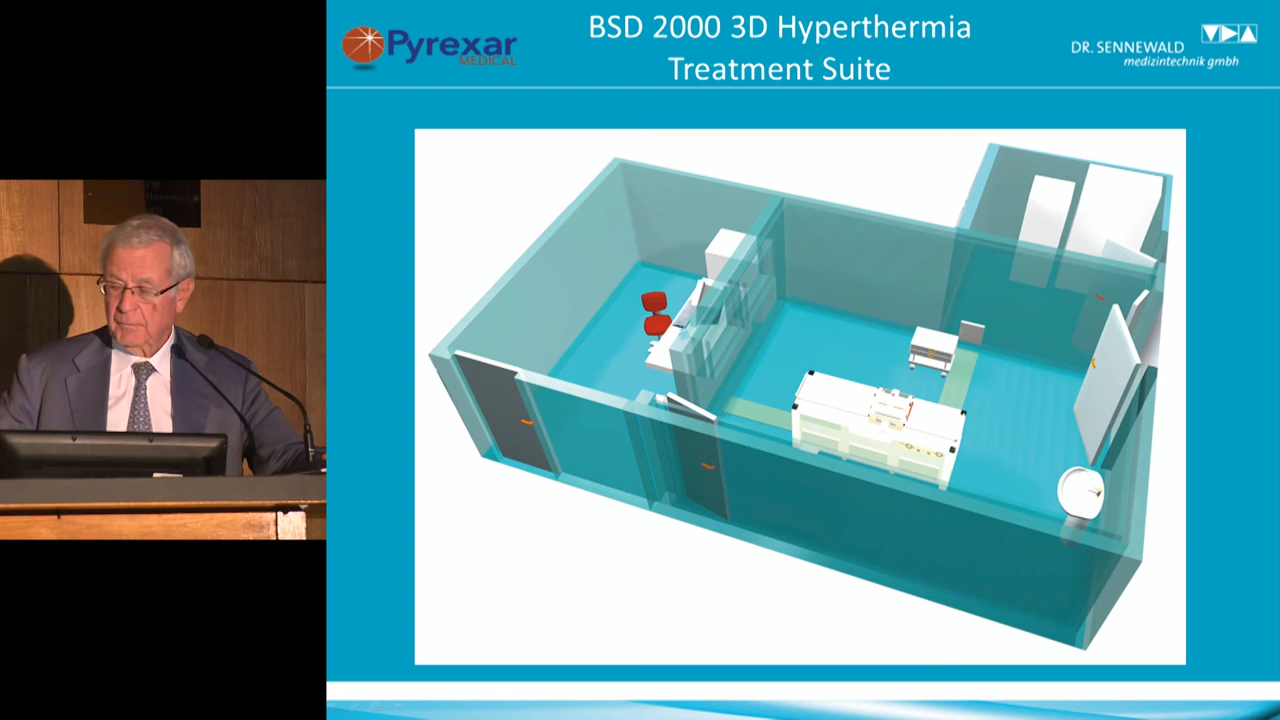 Pyrexar
MEDICAL
BSD 2000 3D Hyperthermia
Treatment Suite
DR. SENNEWALD
medizintechnik gmbh